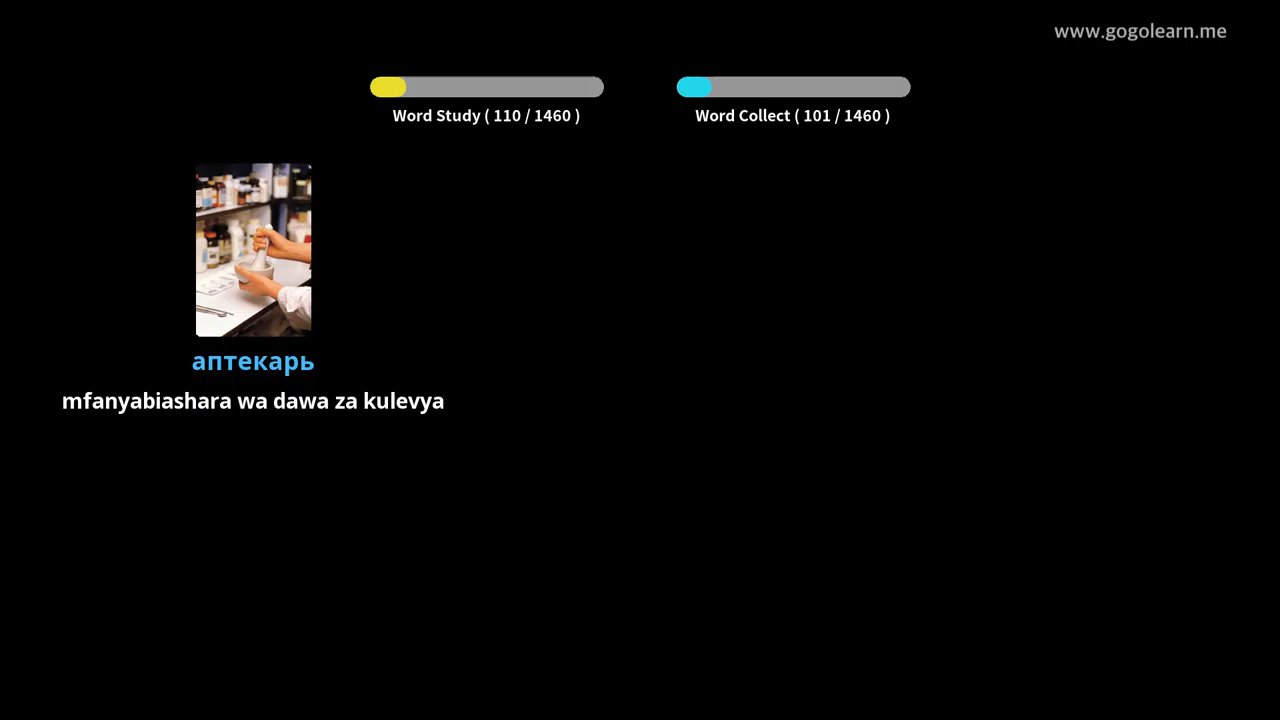 www.gogolearn.me
Word Study ( 110 / 1460 )
Word Collect ( 101 / 1460 )
аптекарь
mfanyabiashara wa dawa za kulevya